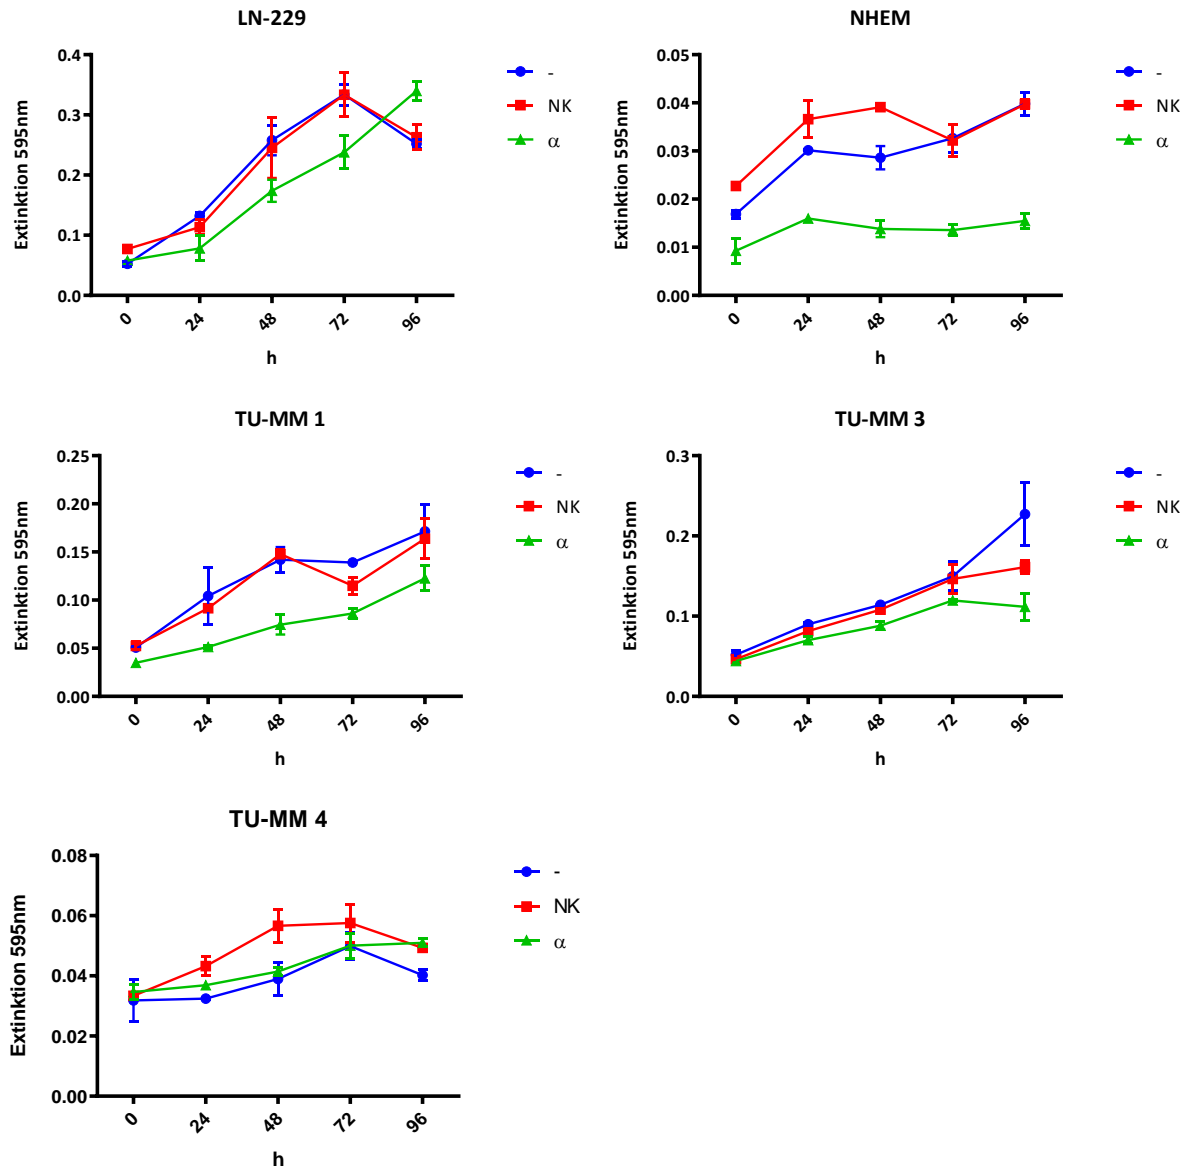 LN-229
0.4
0.3
0.2
0.1
0.0
Extinktion 595nm
0 24 48 72 96
h
-
NK
α
NHEM
0.05
0.04
0.03
0.02
0.01
0.00
Extinktion 595nm
0 24 48 72 96
h
-
NK
α
TU-MM 1
0.25
0.20
0.15
0.10
0.05
0.00
Extinktion 595nm
0 24 48 72 96
h
-
NK
α
TU-MM 3
0.3
0.2
0.1
0.0
Extinktion 595nm
0 24 48 72 96
h
-
NK
α
TU-MM 4
0.08
0.06
0.04
0.02
0.00
Extinktion 595nm
0 24 48 72 96
h
-
NK
α